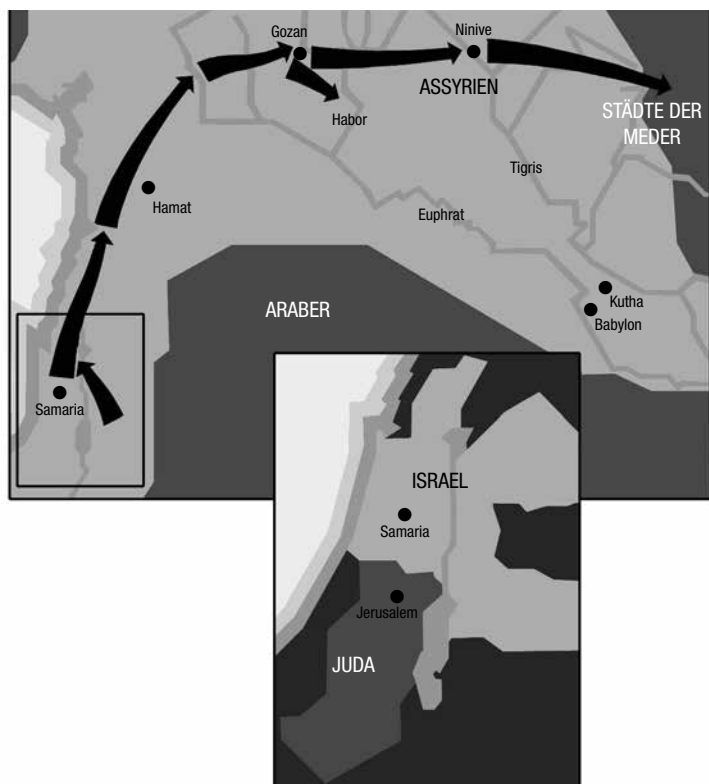 Gozan
Ninive
ASSYRIEN
STÄDTE DER
MEDER
Habor
Tigris
Hamat
Euphrat
ARABER
Kutha
Babylon
Samaria
ISRAEL
Samaria
Jerusalem
JUDA